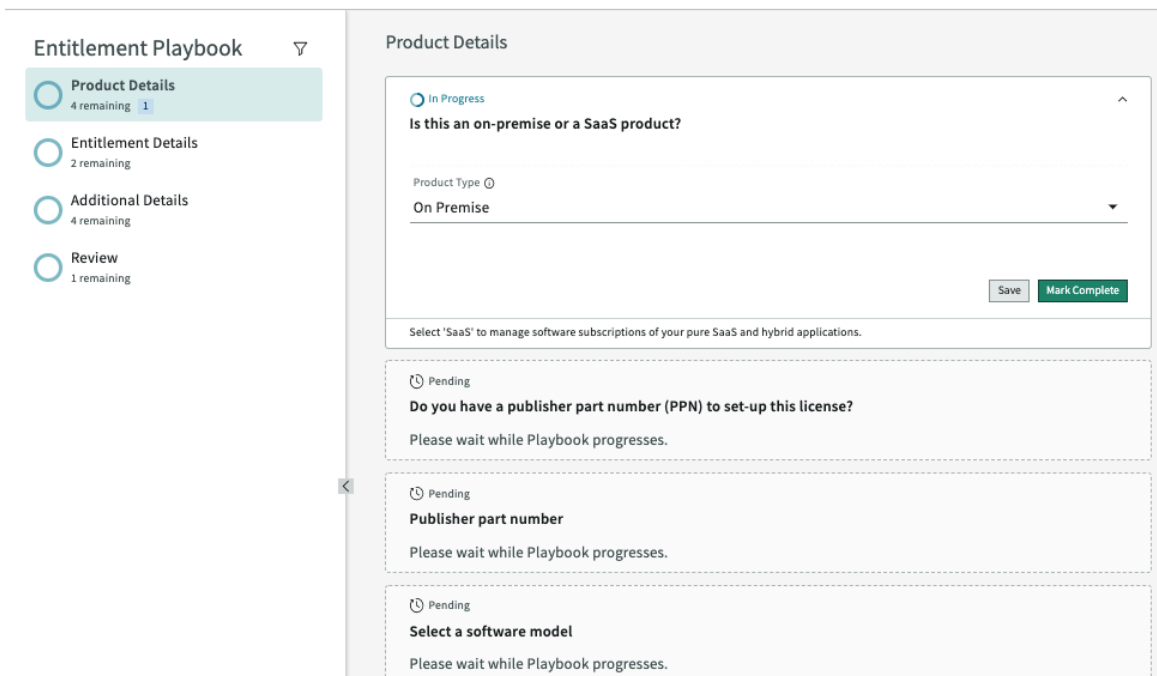 Entitlement Playbook
Product Details
4 remaining 1
Entitlement Details
2 remaining
Additional Details
4 remaining
Review
1 remaining
Product Details
In Progress
Is this an on-premise or a SaaS product?
Product Type
On Premise
Save Mark Complete
Select 'SaaS' to manage software subscriptions of your pure SaaS and hybrid applications.
Pending
Do you have a publisher part number (PPN) to set-up this license?
Please wait while Playbook progresses.
Pending
Publisher part number
Please wait while Playbook progresses.
Pending
Select a software model
Please wait while Playbook progresses.